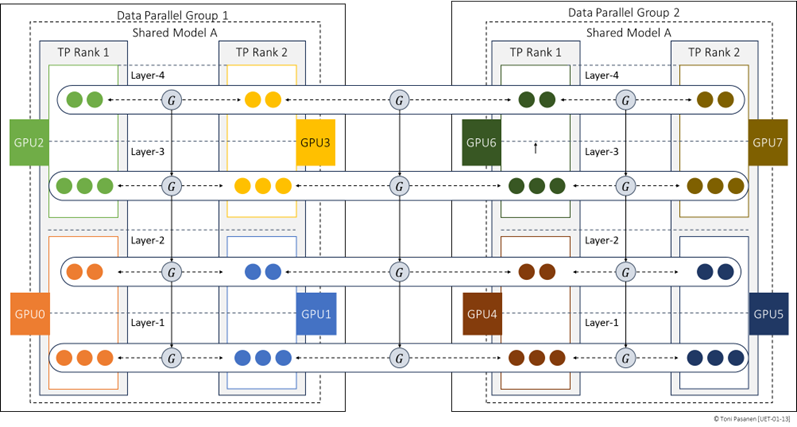 Data Parallel Group 1
Data Parallel Group 2
Shared Model A
Shared Model A
TP Rank 1
TP Rank 2
TP Rank 1
TP Rank 2
Layer-4
Layer-4
G
G
G
GPU2
GPU3
GPU6
GPU7
Layer-3
Layer-3
G
G
G
Layer-2
Layer-2
G
G
G
GPU0
GPU1
GPU4
GPU5
Layer-1
Layer-1
G
G
G
© Toni Pasanen [UET-01-13]